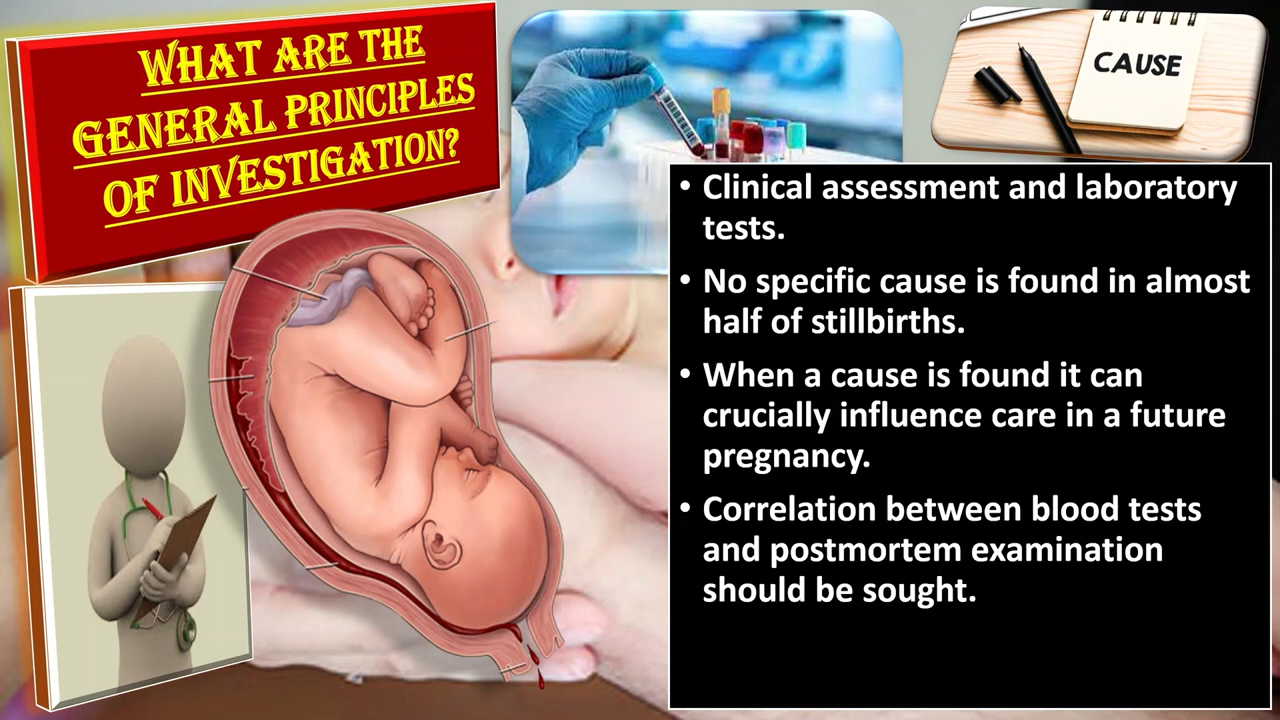 WHAT ARE THE
GENERAL PRINCIPLES
OF INVESTIGATION?
CAUSE
• Clinical assessment and laboratory
tests.
• No specific cause is found in almost
half of stillbirths.
• When a cause is found it can
crucially influence care in a future
pregnancy.
• Correlation between blood tests
and postmortem examination
should be sought.